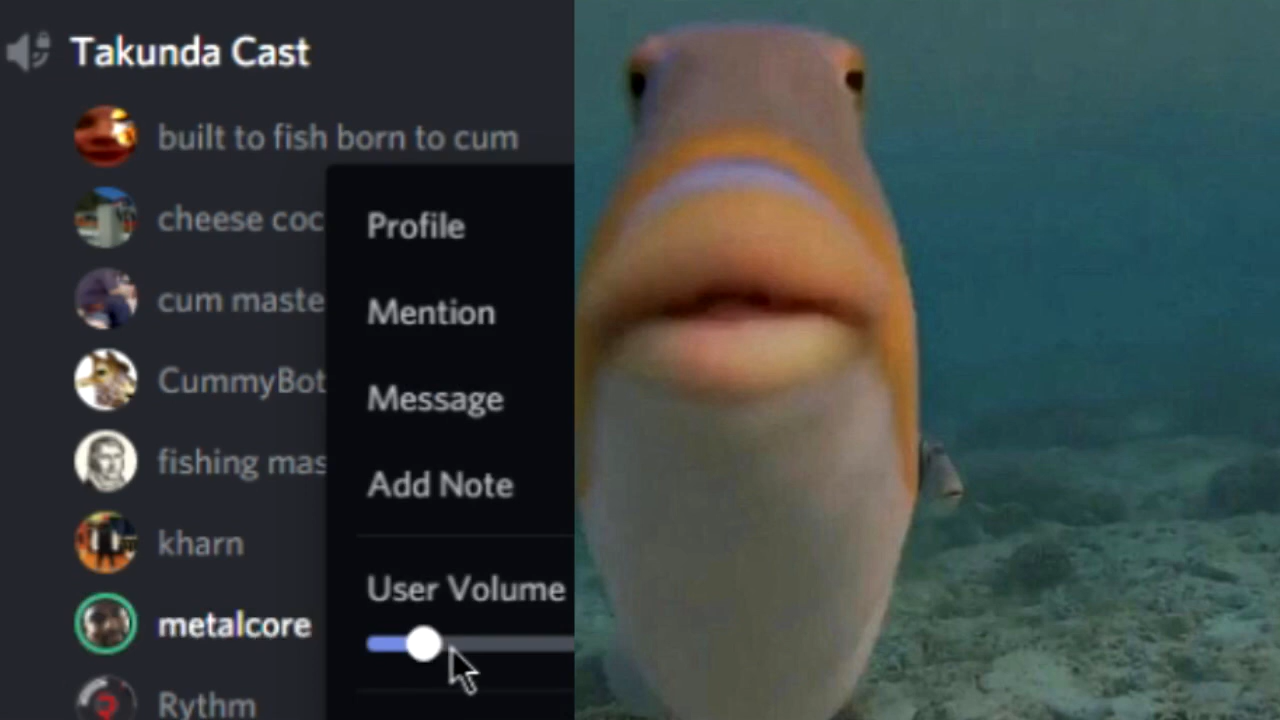 Takunda Cast
built to fish born to cum
cheese coc
cum maste
CummyBot
fishing mas
kharn
metalcore
Rythm
Profile
Mention
Message
Add Note
User Volume